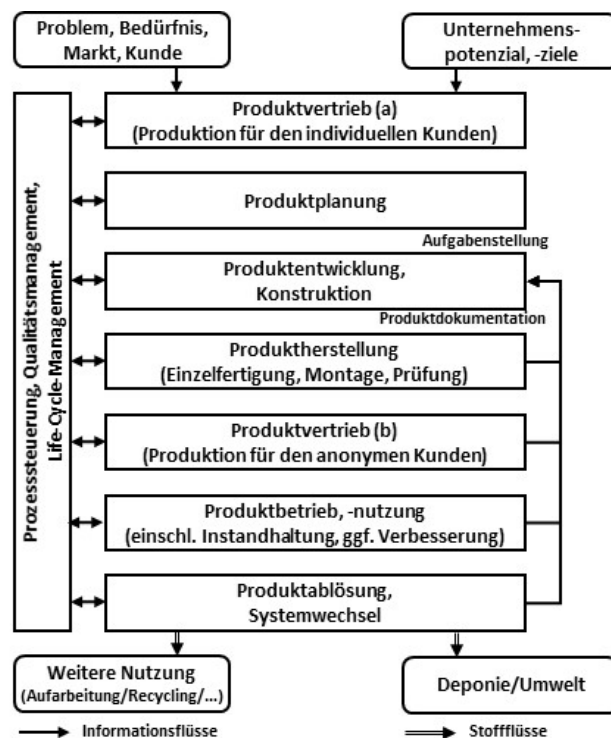 Problem, Bedürfnis,
Markt, Kunde
Unternehmens-
potenzial, -ziele
Prozesssteuerung, Qualitätsmanagement,
Life-Cycle-Management
Produktvertrieb (a)
(Produktion für den individuellen Kunden)
Produktplanung
Aufgabenstellung
Produktentwicklung,
Konstruktion
Produktdokumentation
Produktherstellung
(Einzelfertigung, Montage, Prüfung)
Produktvertrieb (b)
(Produktion für den anonymen Kunden)
Produktbetrieb, -nutzung
(einschl. Instandhaltung, ggf. Verbesserung)
Produktablösung,
Systemwechsel
Weitere Nutzung
(Aufarbeitung/Recycling/...)
Deponie/Umwelt
Informationsflüsse
Stoffflüsse